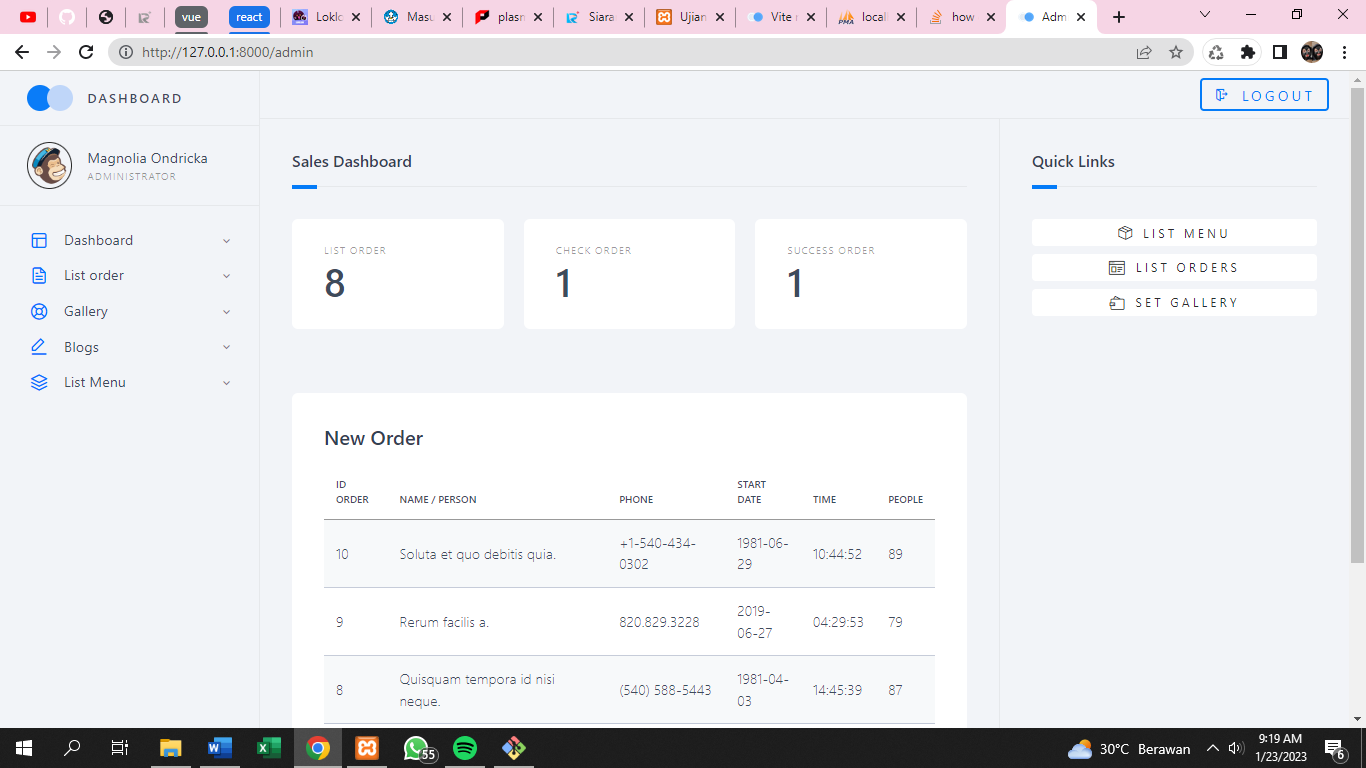 vue
react
Loklo
Masu
plasm
Siara
Ujian
Vite
locall
how
Adm
http://127.0.0.1:8000/admin
DASHBOARD
LOGOUT
Magnolia Ondricka
ADMINISTRATOR
Dashboard
List order
Gallery
Blogs
List Menu
Sales Dashboard
LIST ORDER
8
CHECK ORDER
1
SUCCESS ORDER
1
Quick Links
LIST MENU
LIST ORDERS
SET GALLERY
New Order
ID ORDER NAME / PERSON PHONE START DATE TIME PEOPLE
10 Soluta et quo debitis quia. +1-540-434-0302 1981-06-29 10:44:52 89
9 Rerum facilis a. 820.829.3228 2019-06-27 04:29:53 79
8 Quisquam tempora id nisi neque. (540) 588-5443 1981-04-03 14:45:39 87
55
30°C Berawan
9:19 AM
1/23/2023
6